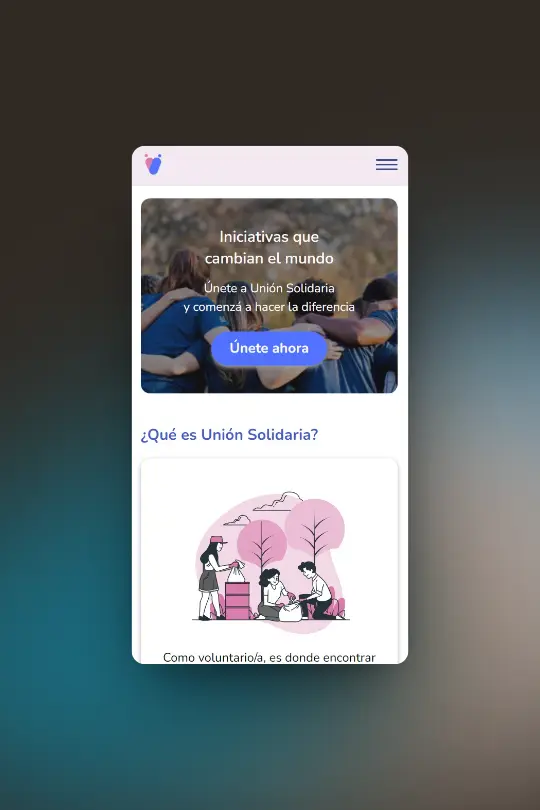 Iniciativas que
cambian el mundo
Únete a Unión Solidaria
y comenzá a hacer la diferencia
Únete ahora
¿Qué es Unión Solidaria?
Como voluntario/a, es donde encontrar